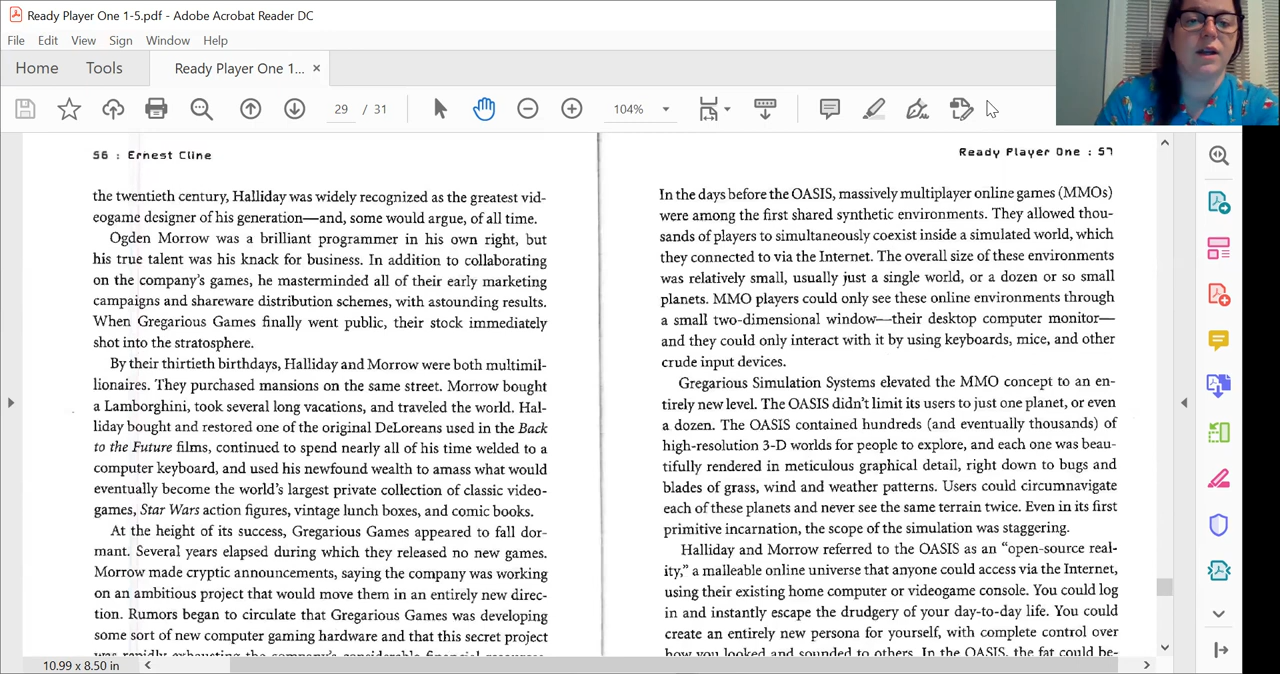 Ready Player One 1-5.pdf - Adobe Acrobat Reader DC
File Edit View Sign Window Help
Home Tools Ready Player One 1... ×
29 / 31 104%
56 : Ernest Cline
the twentieth century, Halliday was widely recognized as the greatest vid-
eogame designer of his generation—and, some would argue, of all time.
Ogden Morrow was a brilliant programmer in his own right, but
his true talent was his knack for business. In addition to collaborating
on the company's games, he masterminded all of their early marketing
campaigns and shareware distribution schemes, with astounding results.
When Gregarious Games finally went public, their stock immediately
shot into the stratosphere.
By their thirtieth birthdays, Halliday and Morrow were both multimil-
lionaires. They purchased mansions on the same street. Morrow bought
a Lamborghini, took several long vacations, and traveled the world. Hal-
liday bought and restored one of the original DeLoreans used in the Back
to the Future films, continued to spend nearly all of his time welded to a
computer keyboard, and used his newfound wealth to amass what would
eventually become the world's largest private collection of classic video-
games, Star Wars action figures, vintage lunch boxes, and comic books.
At the height of its success, Gregarious Games appeared to fall dor-
mant. Several years elapsed during which they released no new games.
Morrow made cryptic announcements, saying the company was working
on an ambitious project that would move them in an entirely new direc-
tion. Rumors began to circulate that Gregarious Games was developing
some sort of new computer gaming hardware and that this secret project
was rapidly exhausting the company's considerable financial resources.
Ready Player One : 57
In the days before the OASIS, massively multiplayer online games (MMOs)
were among the first shared synthetic environments. They allowed thou-
sands of players to simultaneously coexist inside a simulated world, which
they connected to via the Internet. The overall size of these environments
was relatively small, usually just a single world, or a dozen or so small
planets. MMO players could only see these online environments through
a small two-dimensional window—their desktop computer monitor—
and they could only interact with it by using keyboards, mice, and other
crude input devices.
Gregarious Simulation Systems elevated the MMO concept to an en-
tirely new level. The OASIS didn't limit its users to just one planet, or even
a dozen. The OASIS contained hundreds (and eventually thousands) of
high-resolution 3-D worlds for people to explore, and each one was beau-
tifully rendered in meticulous graphical detail, right down to bugs and
blades of grass, wind and weather patterns. Users could circumnavigate
each of these planets and never see the same terrain twice. Even in its first
primitive incarnation, the scope of the simulation was staggering.
Halliday and Morrow referred to the OASIS as an "open-source real-
ity," a malleable online universe that anyone could access via the Internet,
using their existing home computer or videogame console. You could log
in and instantly escape the drudgery of your day-to-day life. You could
create an entirely new persona for yourself, with complete control over
how you looked and sounded to others. In the OASIS, the fat could be-
10.99 x 8.50 in